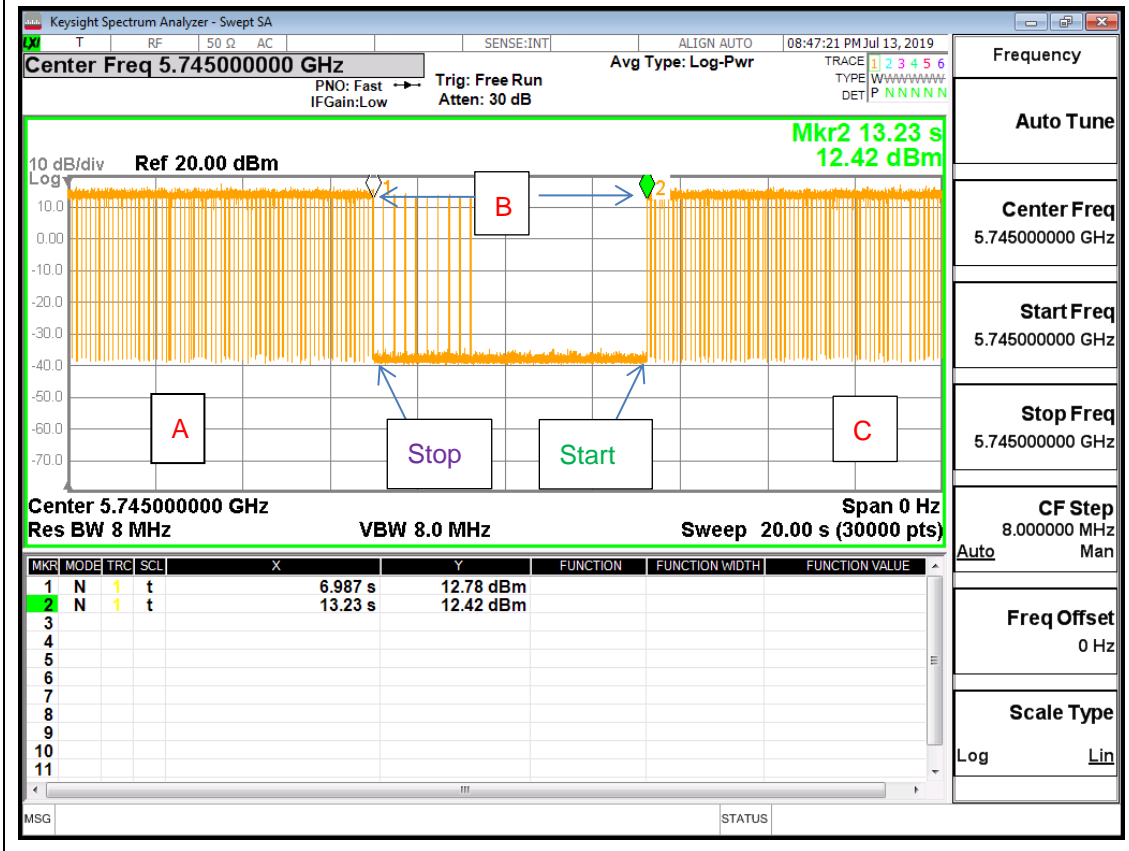 Keysight Spectrum Analyzer - Swept SA
LXI T RF 50 Ω AC SENSE:INT ALIGN AUTO 08:47:21 PM Jul 13, 2019
Center Freq 5.745000000 GHz
PNO: Fast
IFGain:Low
Trig: Free Run
Atten: 30 dB
Avg Type: Log-Pwr
TRACE 1 2 3 4 5 6
TYPE WWWWWWW
DET P N N N N N
Frequency
Auto Tune
Center Freq
5.745000000 GHz
Start Freq
5.745000000 GHz
Stop Freq
5.745000000 GHz
CF Step
8.000000 MHz
Auto Man
Freq Offset
0 Hz
Scale Type
Log Lin
Mkr2 13.23 s
12.42 dBm
10 dB/div Ref 20.00 dBm
Log
10.0
0.00
-10.0
-20.0
-30.0
-40.0
-50.0
-60.0
-70.0
1
2
B
A
Stop
Start
C
Center 5.745000000 GHz Span 0 Hz
Res BW 8 MHz VBW 8.0 MHz Sweep 20.00 s (30000 pts)
MKR MODE TRC SCL X Y FUNCTION FUNCTION WIDTH FUNCTION VALUE
1 N 1 t 6.987 s 12.78 dBm
2 N 1 t 13.23 s 12.42 dBm
3
4
5
6
7
8
9
10
11
MSG STATUS